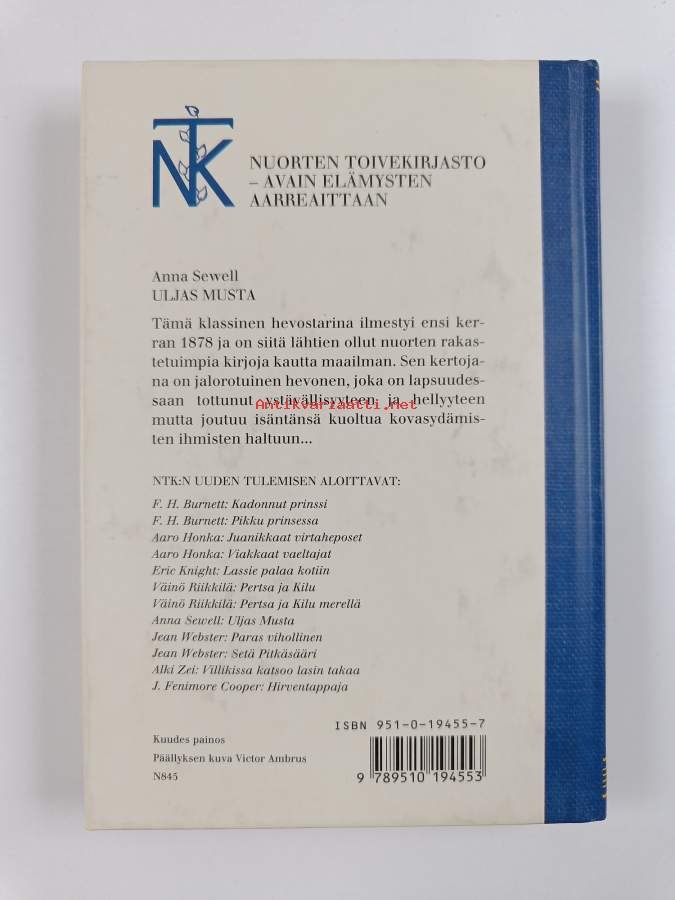 NTK
NUORTEN TOIVEKIRJASTO
– AVAIN ELÄMYSTEN
AARREAITTAAN
Anna Sewell
ULJAS MUSTA
Tämä klassinen hevostarina ilmestyi ensi ker-
ran 1878 ja on siitä lähtien ollut nuorten rakas-
tetuimpia kirjoja kautta maailman. Sen kertoja-
na on jalorotuinen hevonen, joka on lapsuudes-
saan tottunut ystävällisyyteen ja hellyyteen
Antikvariaatti.net
mutta joutuu isäntänsä kuoltua kovasydämis-
ten ihmisten haltuun...
NTK:N UUDEN TULEMISEN ALOITTAVAT:
F. H. Burnett: Kadonnut prinssi
F. H. Burnett: Pikku prinsessa
Aaro Honka: Juanikkaat virtaheposet
Aaro Honka: Viakkaat vaeltajat
Eric Knight: Lassie palaa kotiin
Väinö Riikkilä: Pertsa ja Kilu
Väinö Riikkilä: Pertsa ja Kilu merellä
Anna Sewell: Uljas Musta
Jean Webster: Paras vihollinen
Jean Webster: Setä Pitkäsääri
Alki Zei: Villikissa katsoo lasin takaa
J. Fenimore Cooper: Hirventappaja
ISBN 951-0-19455-7
Kuudes painos
Päällyksen kuva Victor Ambrus
N845
9 789510 194553